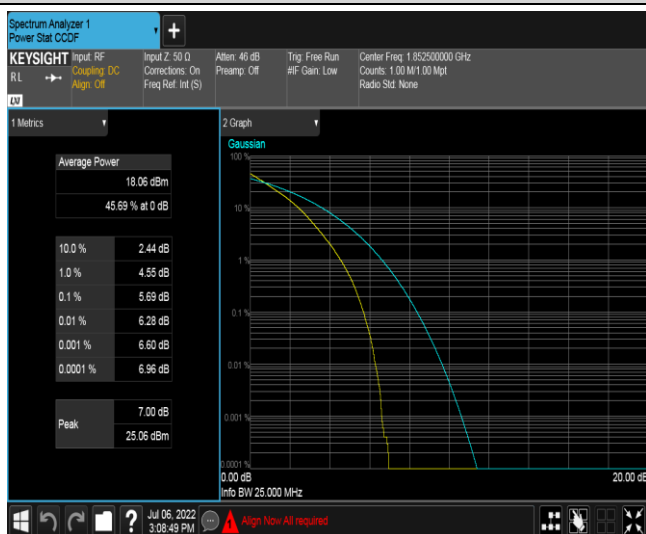 Spectrum Analyzer 1
Power Stat CCDF
+
KEYSIGHT
RL
LXI
Input: RF
Coupling: DC
Align: Off
Input Z: 50 Ω
Corrections: On
Freq Ref: Int (S)
Atten: 46 dB
Preamp: Off
Trig: Free Run
#IF Gain: Low
Center Freq: 1.852500000 GHz
Counts: 1.00 M/1.00 Mpt
Radio Std: None
1 Metrics
Average Power
18.06 dBm
45.69 % at 0 dB
10.0 % 2.44 dB
1.0 % 4.55 dB
0.1 % 5.69 dB
0.01 % 6.28 dB
0.001 % 6.60 dB
0.0001 % 6.96 dB
Peak
7.00 dB
25.06 dBm
2 Graph
Gaussian
100 %
10 %
1 %
0.1 %
0.01 %
0.001 %
0.0001 %
0.00 dB
20.00 dB
Info BW 25.000 MHz
?
Jul 06, 2022
3:08:49 PM
Align Now All required